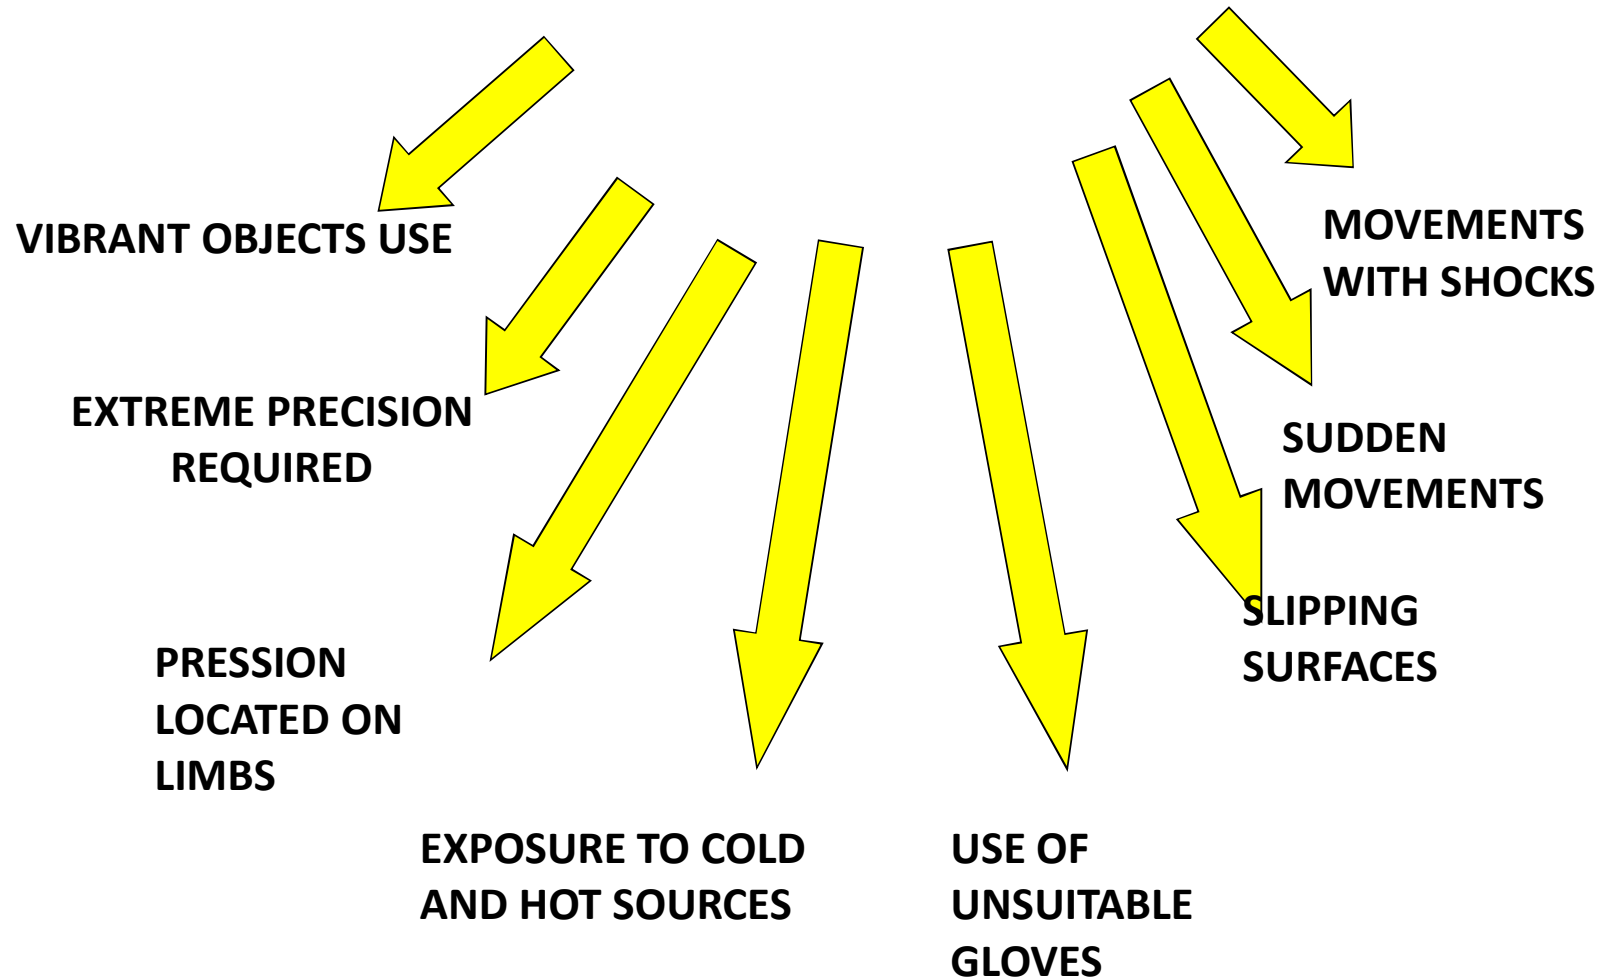 VIBRANT OBJECTS USE
EXTREME PRECISION
REQUIRED
PRESSION
LOCATED ON
LIMBS
EXPOSURE TO COLD
AND HOT SOURCES
USE OF
UNSUITABLE
GLOVES
SLIPPING
SURFACES
SUDDEN
MOVEMENTS
MOVEMENTS
WITH SHOCKS